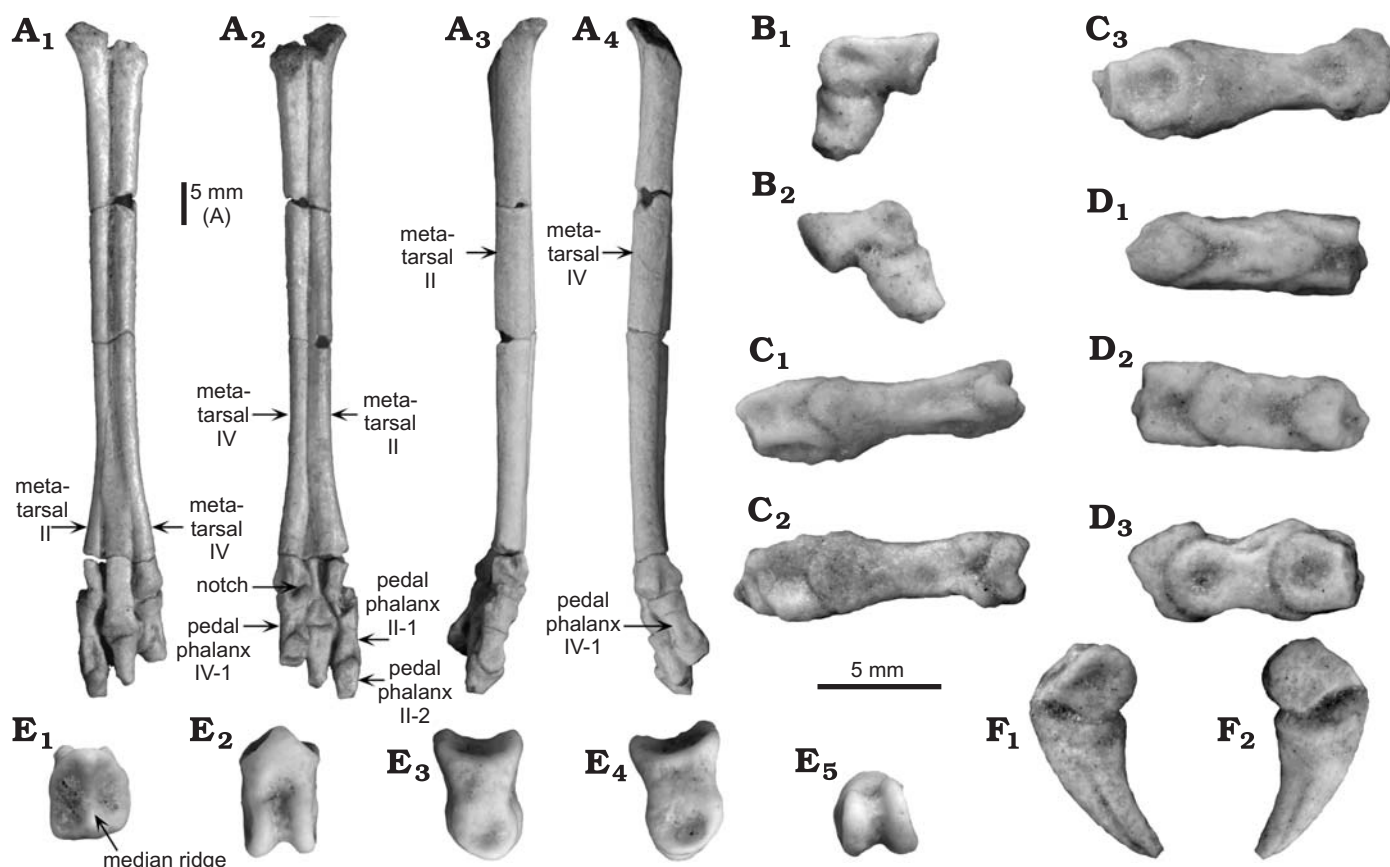 A1
A2
A3
A4
B1
C3
5 mm
(A)
B2
D1
meta-
tarsal
II
meta-
tarsal
IV
C1
D2
meta-
tarsal
IV
meta-
tarsal
II
meta-
tarsal
II
meta-
tarsal
IV
C2
D3
notch
pedal
phalanx
IV-1
pedal
phalanx
II-1
pedal
phalanx
II-2
pedal
phalanx
IV-1
5 mm
E1
median ridge
E2
E3
E4
E5
F1
F2